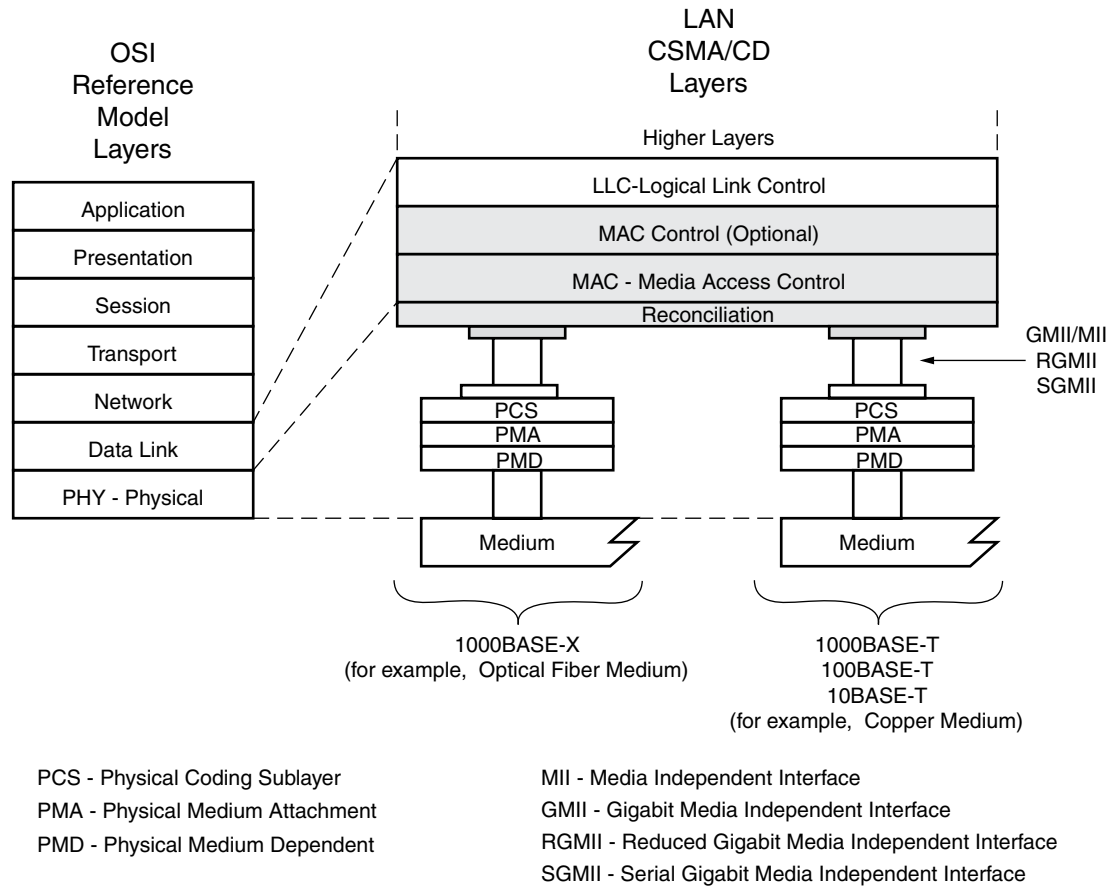 OSI
Reference
Model
Layers
LAN
CSMA/CD
Layers
Application
Presentation
Session
Transport
Network
Data Link
PHY - Physical
Higher Layers
LLC-Logical Link Control
MAC Control (Optional)
MAC - Media Access Control
Reconciliation
GMII/MII
RGMII
SGMII
PCS
PMA
PMD
Medium
PCS
PMA
PMD
Medium
1000BASE-X
(for example, Optical Fiber Medium)
1000BASE-T
100BASE-T
10BASE-T
(for example, Copper Medium)
PCS - Physical Coding Sublayer
PMA - Physical Medium Attachment
PMD - Physical Medium Dependent
MII - Media Independent Interface
GMII - Gigabit Media Independent Interface
RGMII - Reduced Gigabit Media Independent Interface
SGMII - Serial Gigabit Media Independent Interface